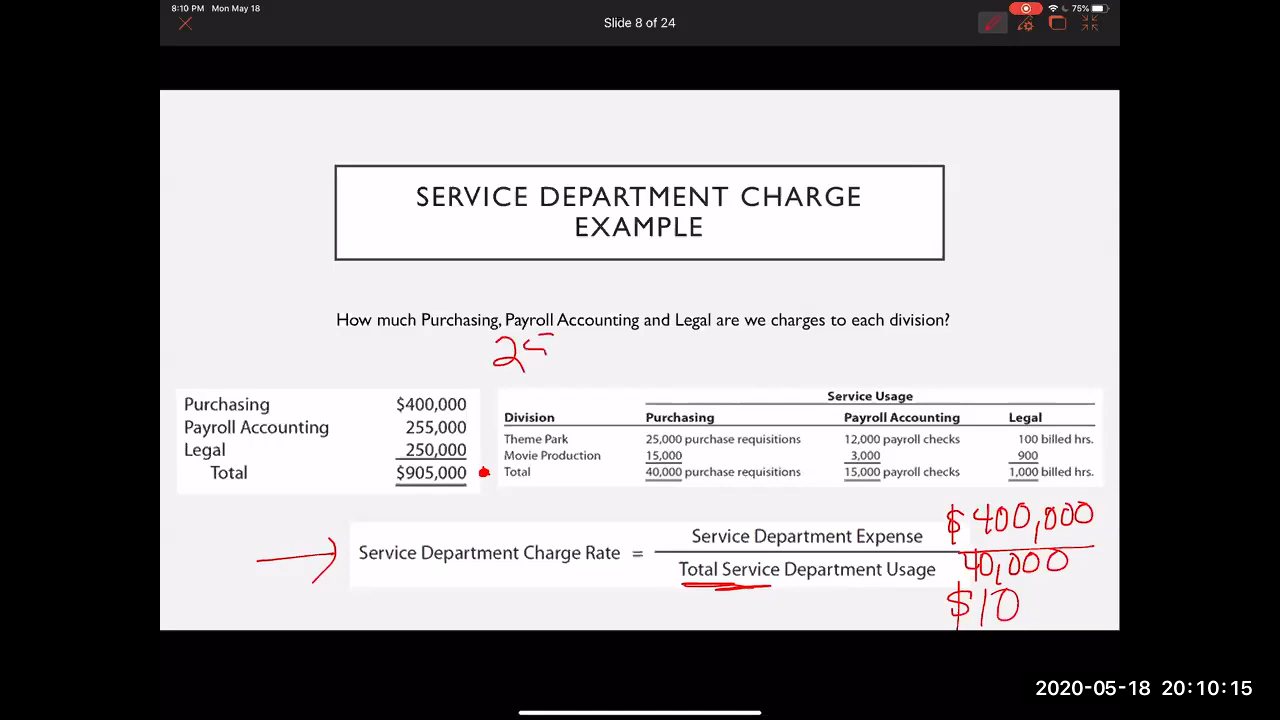 8:10 PM Mon May 18
75%
Slide 8 of 24
SERVICE DEPARTMENT CHARGE
EXAMPLE
How much Purchasing, Payroll Accounting and Legal are we charges to each division?
25
Purchasing $400,000
Payroll Accounting 255,000
Legal 250,000
Total $905,000
Service Usage
Division Purchasing Payroll Accounting Legal
Theme Park 25,000 purchase requisitions 12,000 payroll checks 100 billed hrs.
Movie Production 15,000 3,000 900
Total 40,000 purchase requisitions 15,000 payroll checks 1,000 billed hrs.
Service Department Charge Rate =
Service Department Expense
Total Service Department Usage
$400,000
40,000
$10
2020-05-18 20:10:15